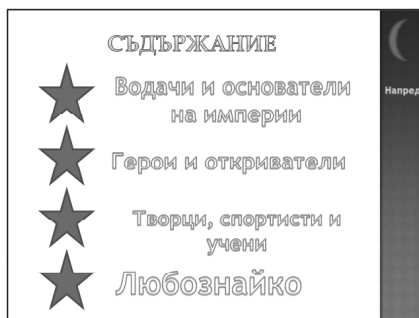 СЪДЪРЖАНИЕ
Водачи и основатели
на империи
Напред
Герои и откриватели
Творци, спортисти и
учени
Любознайко